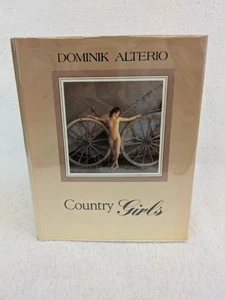 DOMINIK ALTERIO
Country Girls